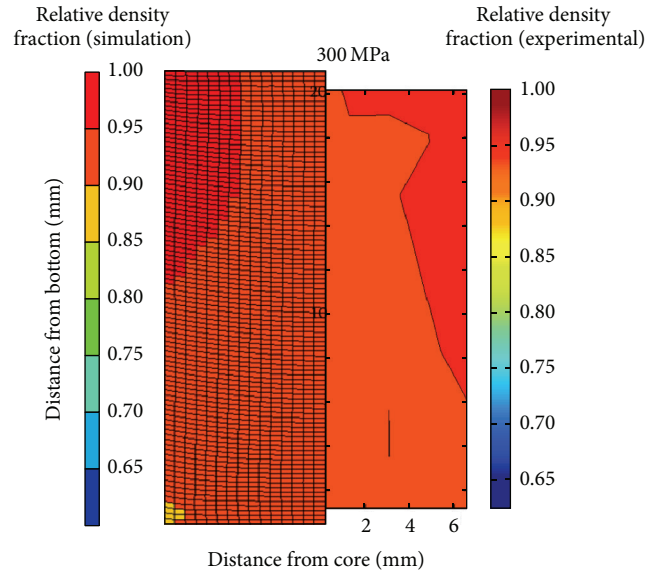 Relative density
fraction (simulation)
Relative density
fraction (experimental)
300 MPa
1.00
0.95
0.90
0.85
0.80
0.75
0.70
0.65
Distance from bottom (mm)
20
10
2 4 6
1.00
0.95
0.90
0.85
0.80
0.75
0.70
0.65
Distance from core (mm)